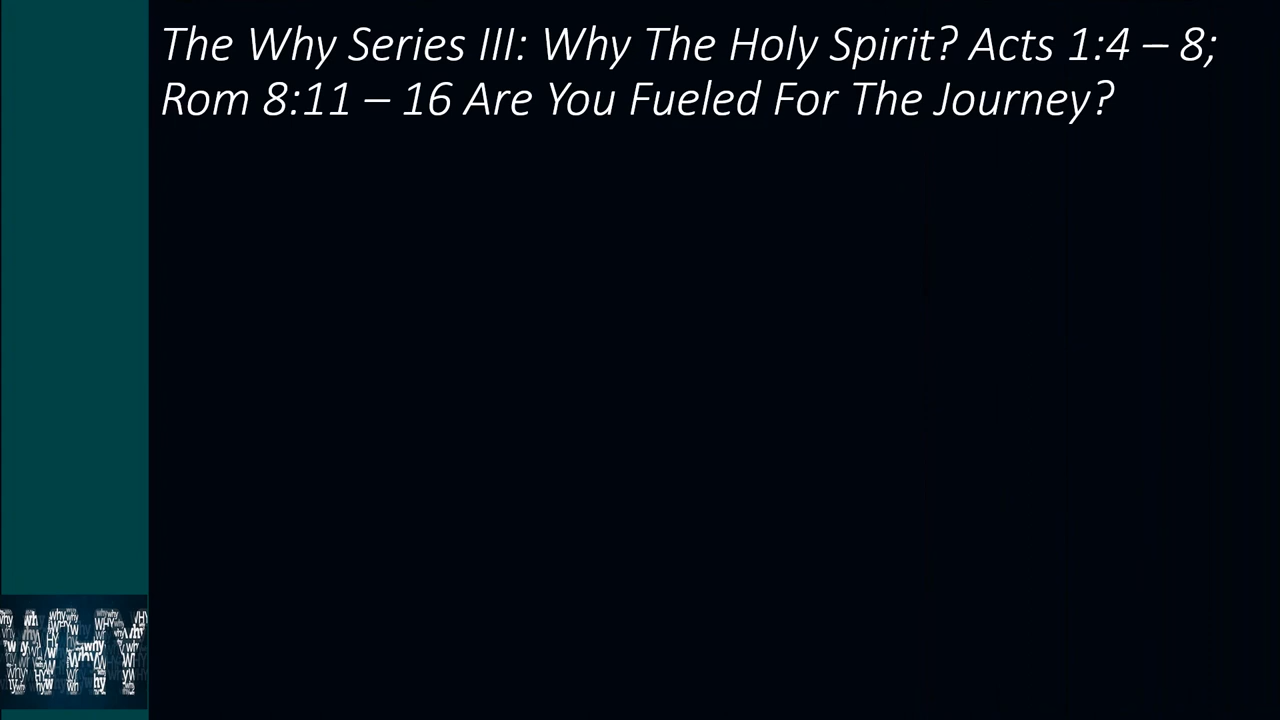 The Why Series III: Why The Holy Spirit? Acts 1:4 – 8;
Rom 8:11 – 16 Are You Fueled For The Journey?
WHY